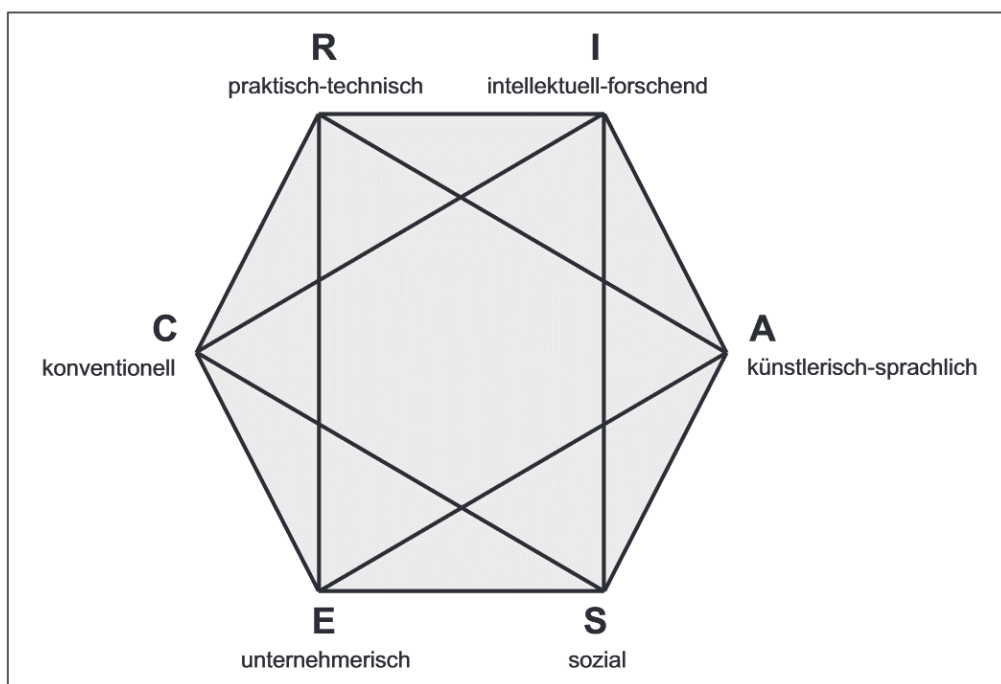 R
praktisch-technisch
I
intellektuell-forschend
C
konventionell
A
künstlerisch-sprachlich
E
unternehmerisch
S
sozial